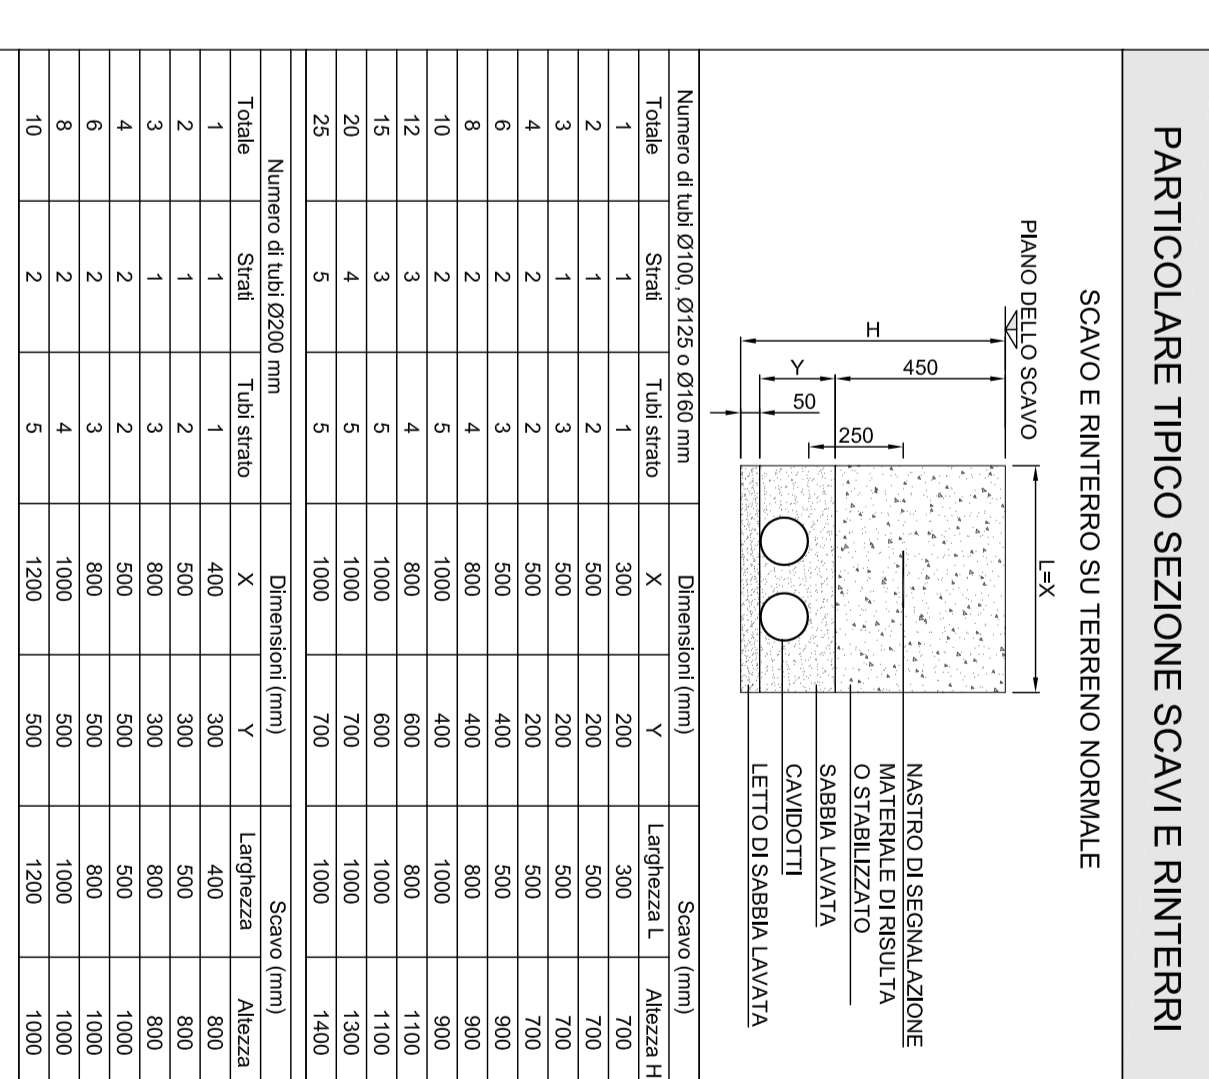 PARTICOLARE TIPICO SEZIONE SCAVI E RINTERRI
SCAVO E RINTERRO SU TERRENO NORMALE
PIANO DELLO SCAVO
L=X
H
450
Y
50
250
NASTRO DI SEGNALAZIONE
MATERIALE DI RISULTA
O STABILIZZATO
SABBIA LAVATA
CAVIDOTTI
LETTO DI SABBIA LAVATA
Numero di tubi Ø100, Ø125 o Ø160 mm Dimensioni (mm) Scavo (mm)
Totale Strati Tubi strato X Y Larghezza L Altezza H
1 1 1 300 200 300 700
2 1 2 500 200 500 700
3 1 3 500 200 500 700
4 2 2 500 200 500 700
6 2 3 500 400 500 900
8 2 4 800 400 800 900
10 2 5 1000 400 1000 900
12 3 4 800 600 800 1100
15 3 5 1000 600 1000 1100
20 4 5 1000 700 1000 1300
25 5 5 1000 700 1000 1400
Numero di tubi Ø200 mm Dimensioni (mm) Scavo (mm)
Totale Strati Tubi strato X Y Larghezza Altezza
1 1 1 400 300 400 800
2 1 2 500 300 500 800
3 1 3 800 300 800 800
4 2 2 500 500 500 1000
6 2 3 800 500 800 1000
8 2 4 1000 500 1000 1000
10 2 5 1200 500 1200 1000